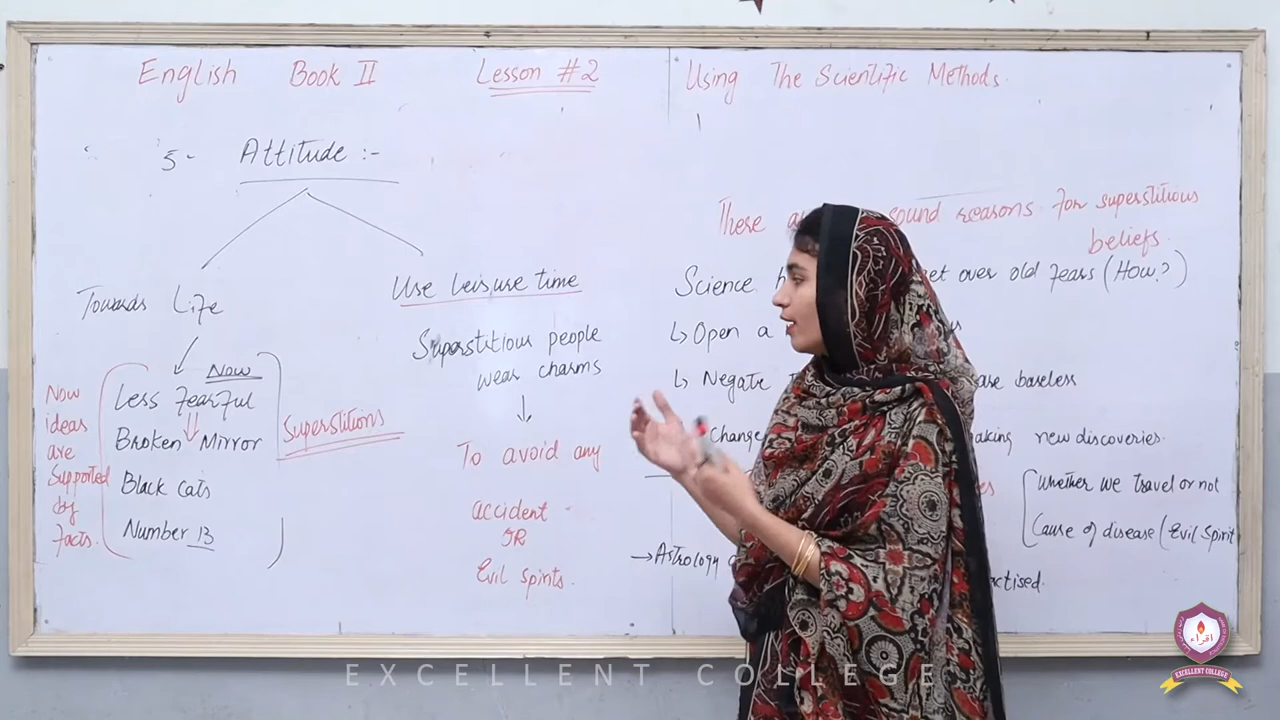 English Book II Lesson #2 Using The Scientific Methods.
5- Attitude :-
Towards Life
Now
Less Fearful
Broken Mirror
Black cats
Number 13
Superstitions
Now
ideas
are
Supported
by
Facts.
Use leisure time
Superstitious people
wear charms
To avoid any
accident
OR
Evil spirits.
These sound reasons for superstitious
beliefs.
Science over old fears (How?)
Open a
Negate baseless
Change making new discoveries.
Whether we travel or not
Cause of disease (Evil Spirit
Astrology
EXCELLENT COLLEGE
اقراء
EXCELLENT COLLEGE